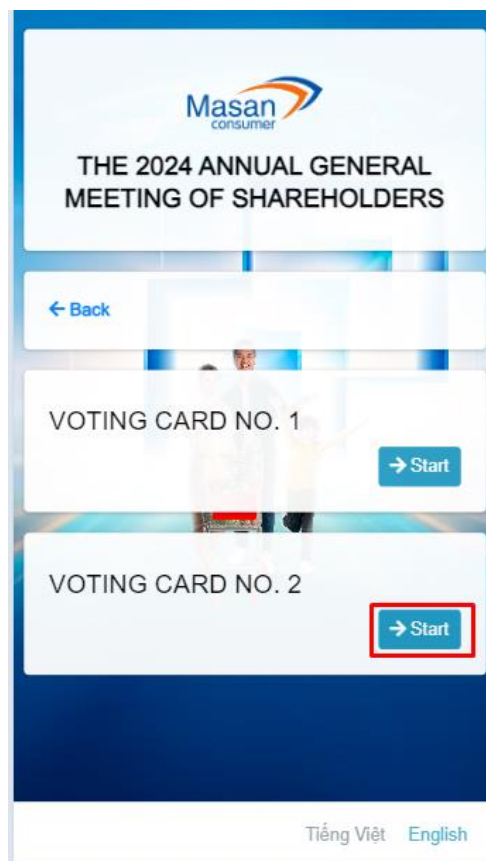 Masan
consumer
THE 2024 ANNUAL GENERAL
MEETING OF SHAREHOLDERS
← Back
VOTING CARD NO. 1
→ Start
VOTING CARD NO. 2
→ Start
Tiếng Việt English